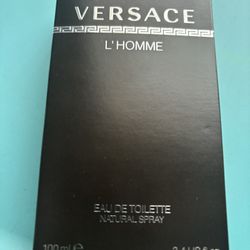 VERSACE
L'HOMME
EAU DE TOILETTE
NATURAL SPRAY
100 ml e